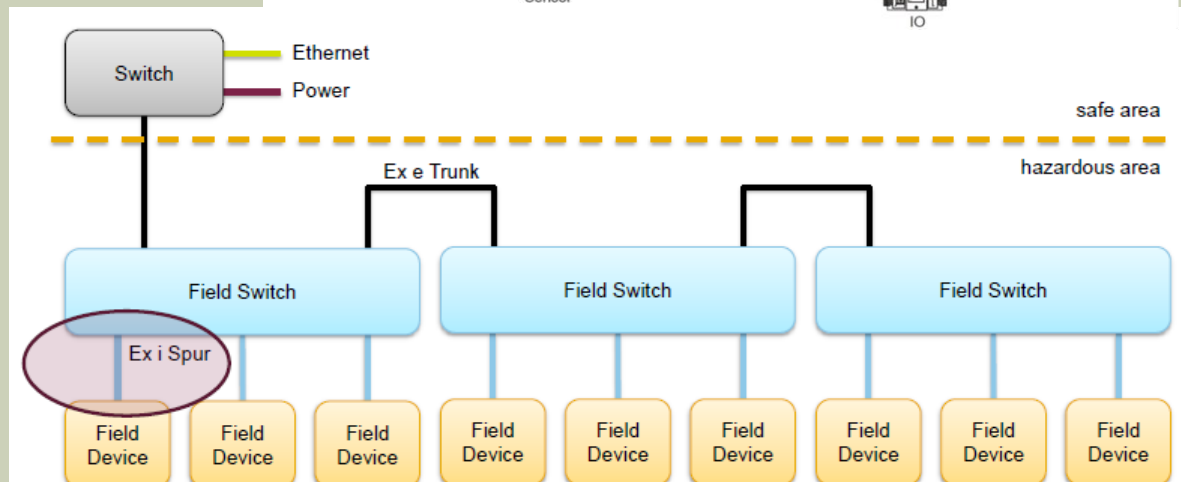 Sensor
IO
Switch
Ethernet
Power
safe area
hazardous area
Ex e Trunk
Field Switch
Field Switch
Field Switch
Ex i Spur
Field
Device
Field
Device
Field
Device
Field
Device
Field
Device
Field
Device
Field
Device
Field
Device
Field
Device